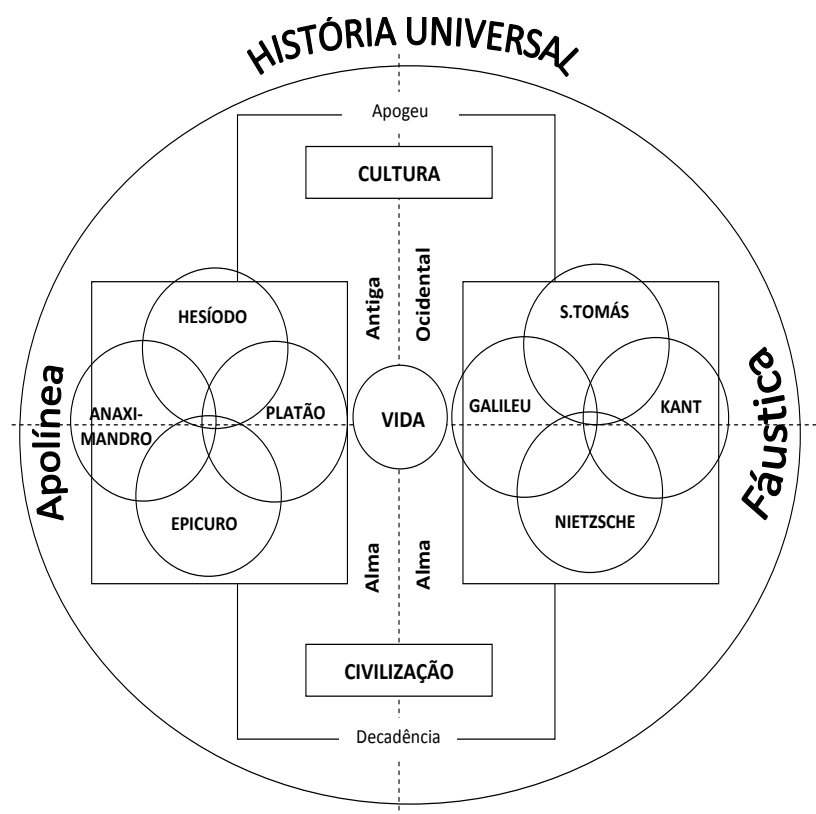 HISTÓRIA UNIVERSAL
Apogeu
CULTURA
Antiga
Ocidental
HESÍODO
ANAXI-
MANDRO
PLATÃO
EPICURO
Apolínea
VIDA
S.TOMÁS
GALILEU
KANT
NIETZSCHE
Fáustica
Alma
Alma
CIVILIZAÇÃO
Decadência